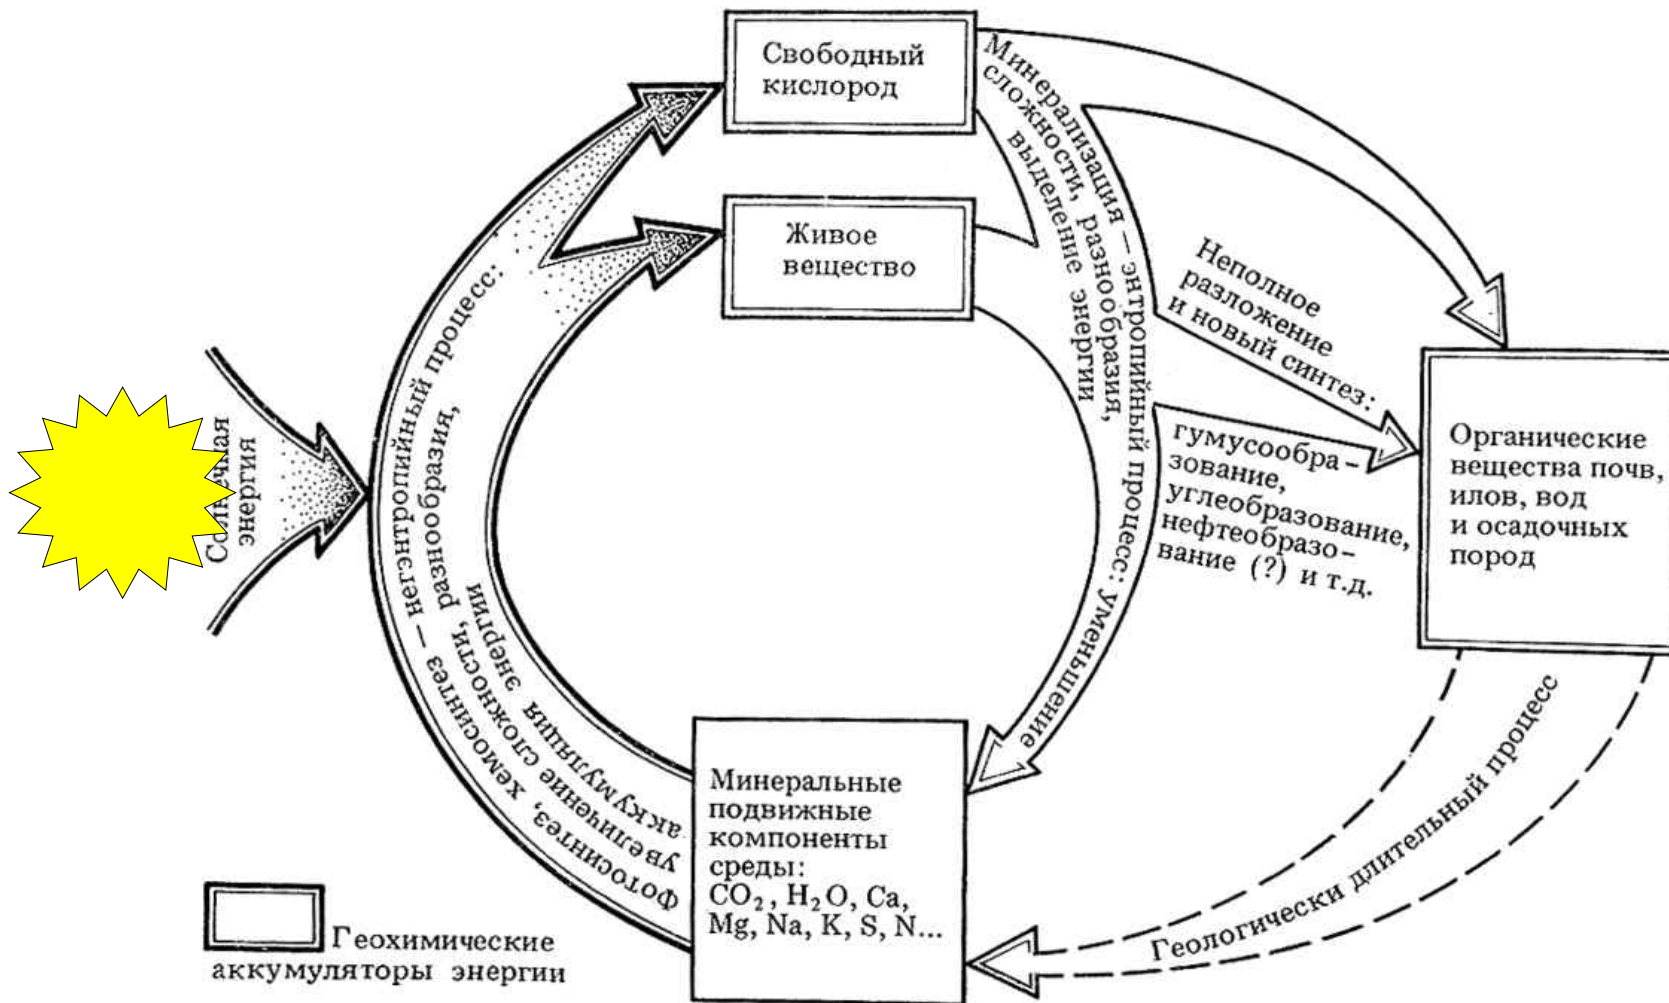 Свободный
кислород
Живое
вещество
Минерализация — энтропийный процесс: уменьшение
сложности, разнообразия,
выделение энергии
Неполное
разложение
и новый синтез:
гумусообра-
зование,
углеобразование,
нефтеобразо-
вание (?) и т.д.
Органические
вещества почв,
илов, вод
и осадочных
пород
Солнечная
энергия
Фотосинтез, хемосинтез — негэнтропийный процесс:
увеличение сложности, разнообразия,
аккумуляция энергии
Минеральные
подвижные
компоненты
среды:
CO₂, H₂O, Ca,
Mg, Na, K, S, N...
Геологически длительный процесс
Геохимические
аккумуляторы энергии